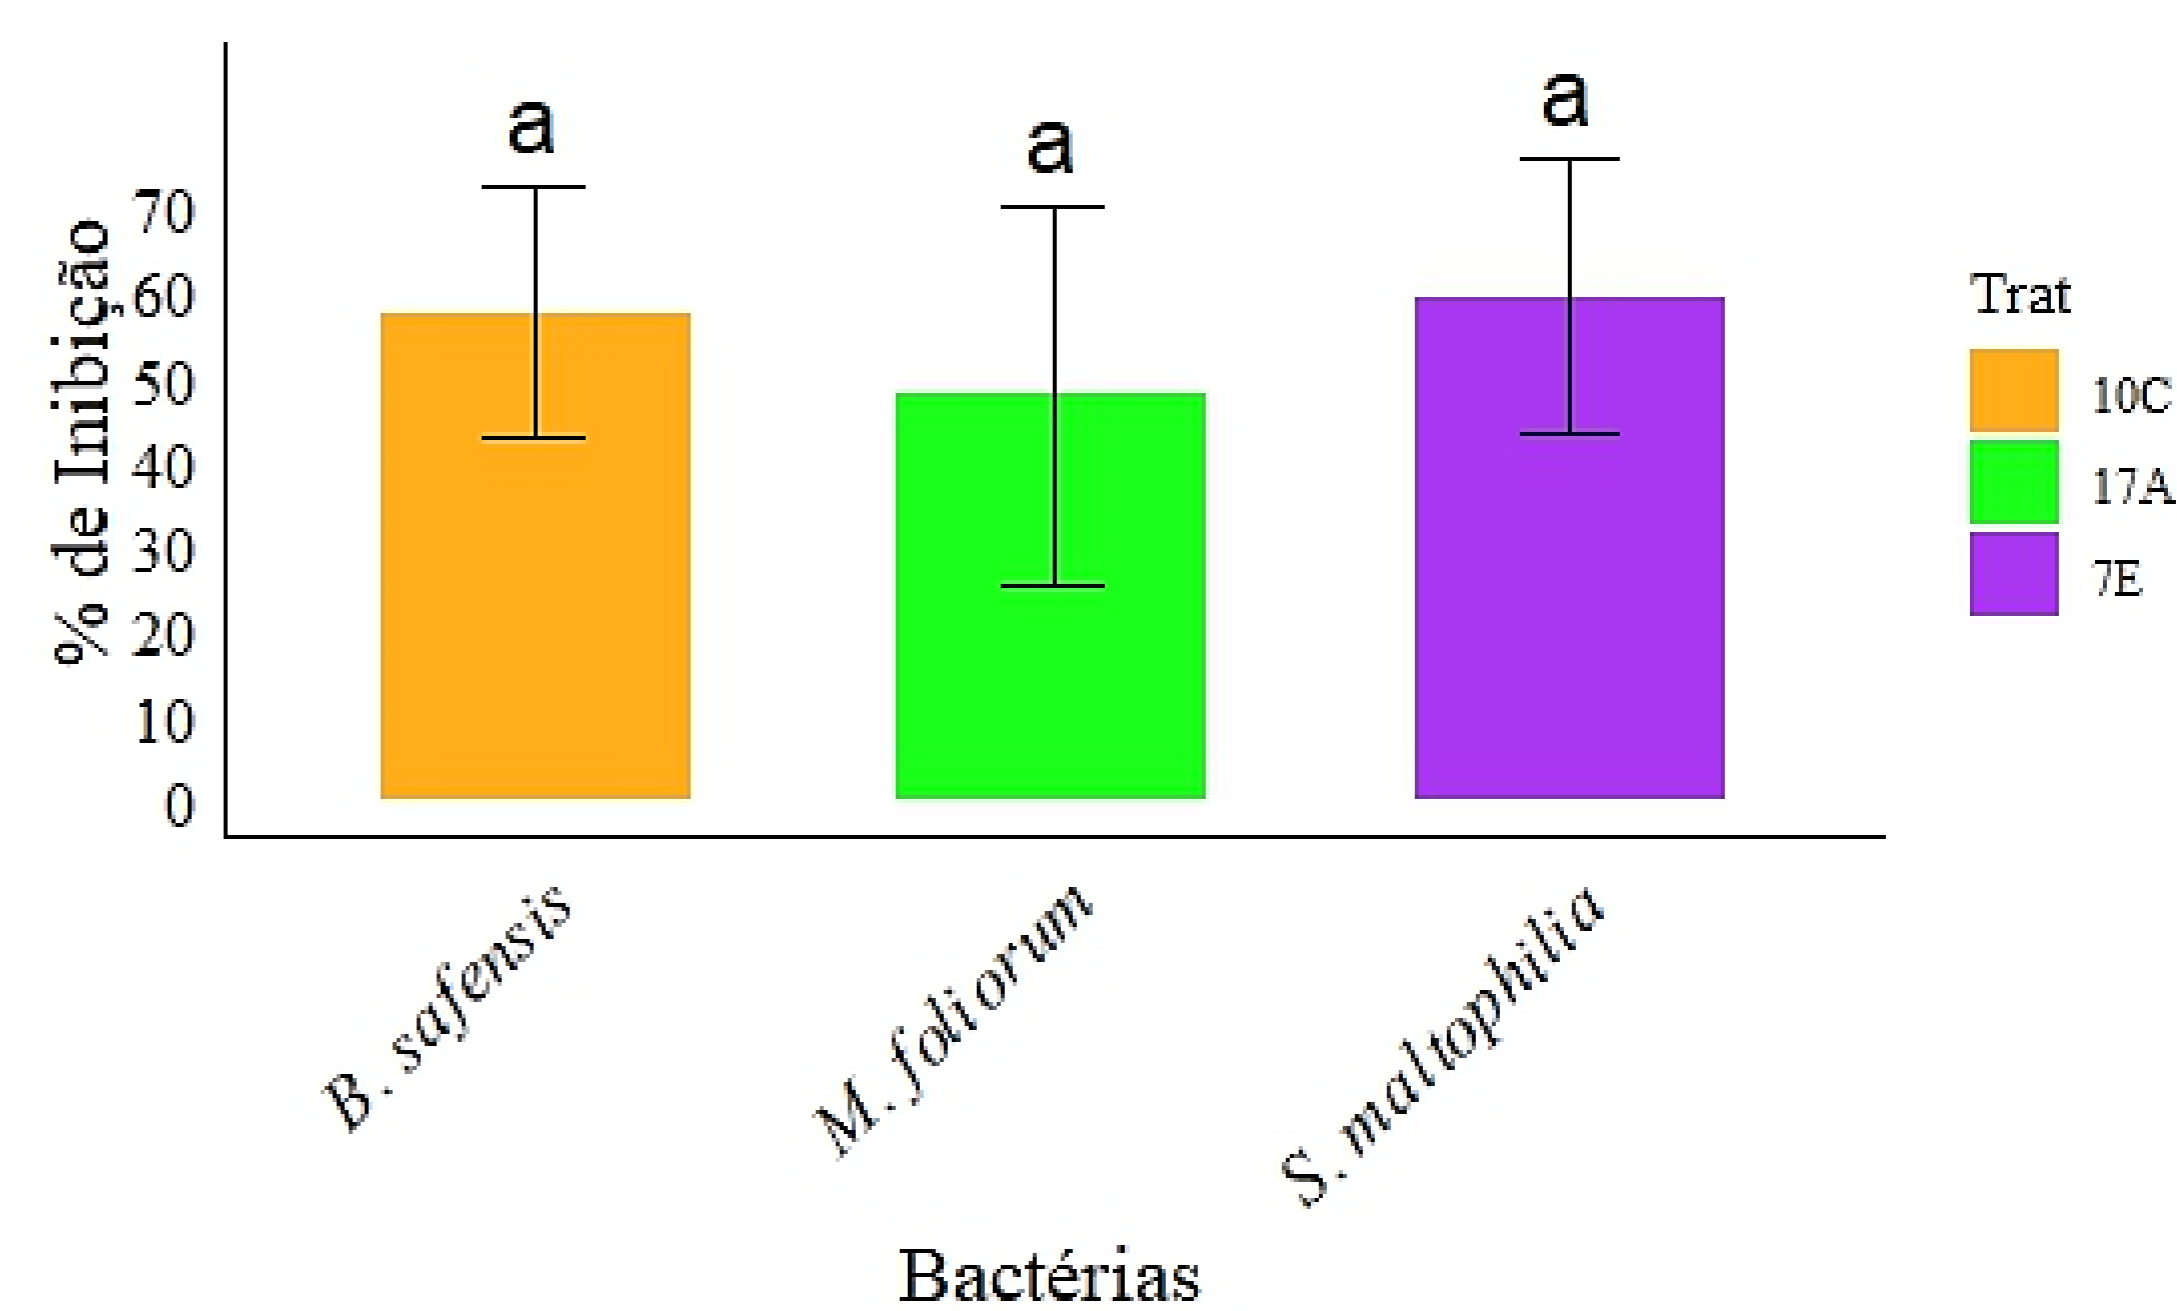 a
a
a
% de Inibição
70
60
50
40
30
20
10
0
B. safensis
M. foliorum
S. maltophilia
Bactérias
Trat
10C
17A
7E